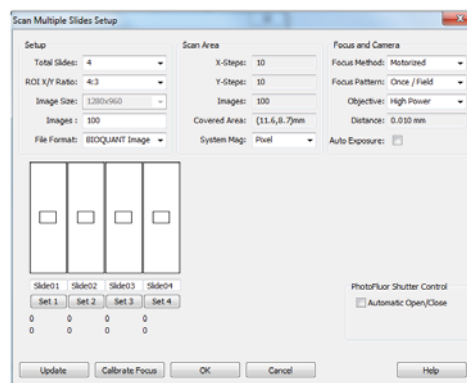 Scan Multiple Slides Setup
Setup
Total Slides: 4
ROI X/Y Ratio: 4:3
Image Size: 1280x960
Images : 100
File Format: BIOQUANT Image
Scan Area
X-Steps: 10
Y-Steps: 10
Images: 100
Covered Area: (11.6,8.7)mm
System Mag: Pixel
Focus and Camera
Focus Method: Motorized
Focus Pattern: Once / Field
Objective: High Power
Distance: 0.010 mm
Auto Exposure:
Slide01 Slide02 Slide03 Slide04
Set 1 Set 2 Set 3 Set 4
0 0 0 0
0 0 0 0
PhotoFluor Shutter Control
Automatic Open/Close
Update Calibrate Focus OK Cancel Help